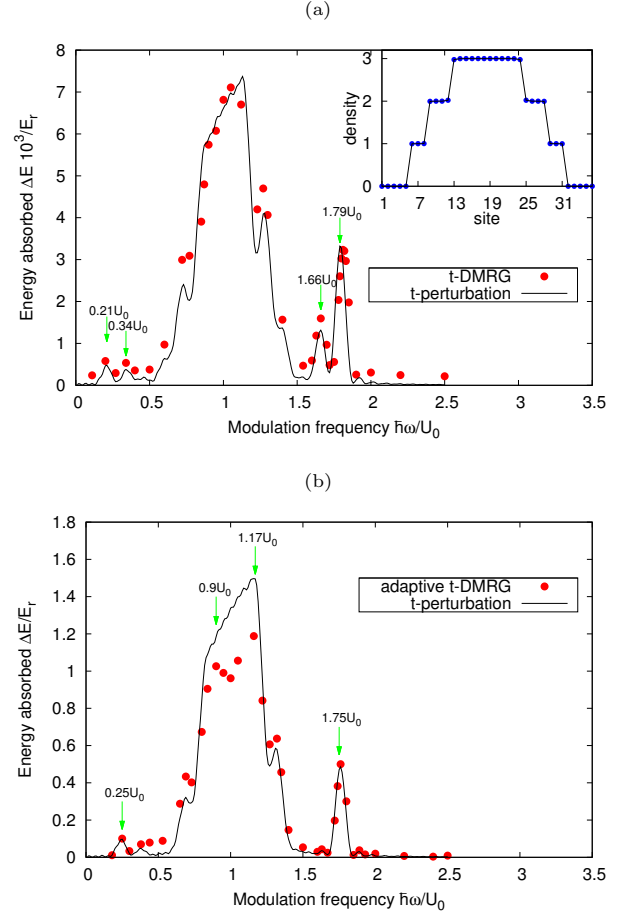 (a)
Energy absorbed ΔE 10³/Eᵣ
8
7
6
5
4
3
2
1
0
0.21U₀
0.34U₀
1.66U₀
1.79U₀
density
3
2
1
0
1 7 13 19 25 31
site
t-DMRG
t-perturbation
0 0.5 1 1.5 2 2.5 3 3.5
Modulation frequency ħω/U₀
(b)
Energy absorbed ΔE/Eᵣ
1.8
1.6
1.4
1.2
1
0.8
0.6
0.4
0.2
0
1.17U₀
0.9U₀
1.75U₀
0.25U₀
adaptive t-DMRG
t-perturbation
0 0.5 1 1.5 2 2.5 3 3.5
Modulation frequency ħω/U₀